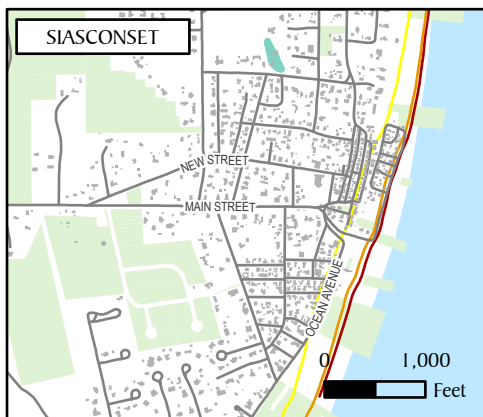 SIASCONSET
NEW STREET
MAIN STREET
OCEAN AVENUE
0 1,000
Feet